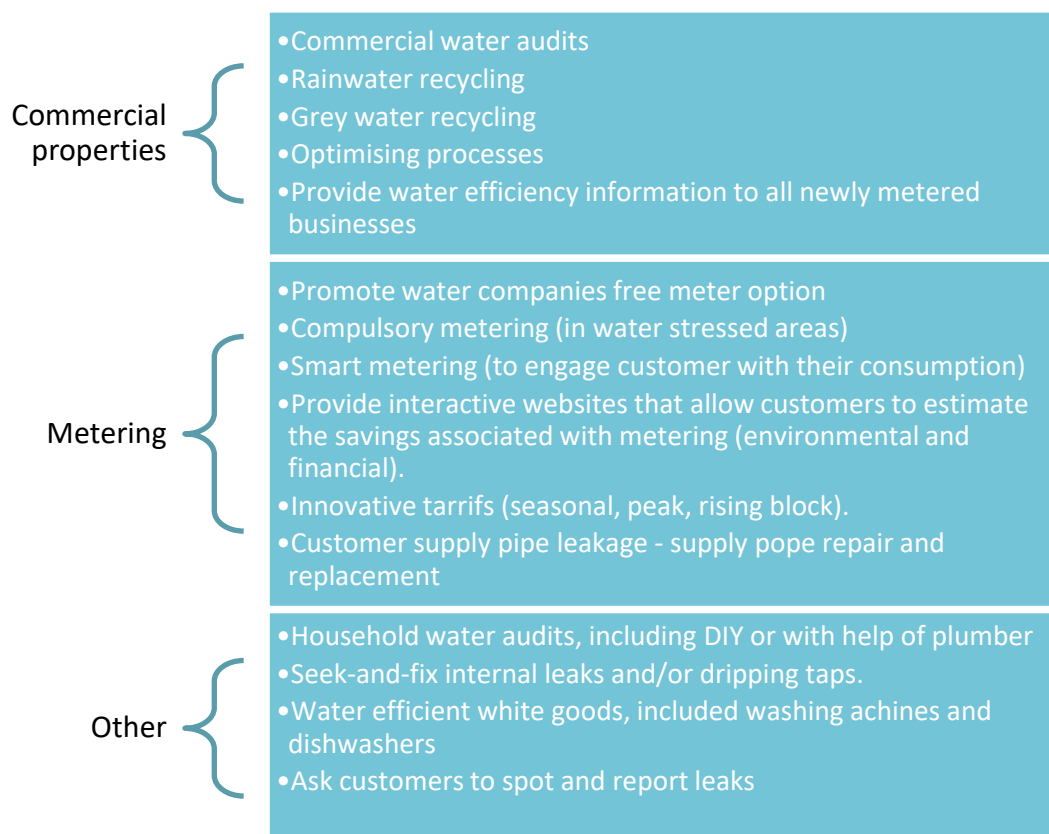 Commercial
properties
•Commercial water audits
•Rainwater recycling
•Grey water recycling
•Optimising processes
•Provide water efficiency information to all newly metered
businesses
Metering
•Promote water companies free meter option
•Compulsory metering (in water stressed areas)
•Smart metering (to engage customer with their consumption)
•Provide interactive websites that allow customers to estimate
the savings associated with metering (environmental and
financial).
•Innovative tarrifs (seasonal, peak, rising block).
•Customer supply pipe leakage - supply pope repair and
replacement
Other
•Household water audits, including DIY or with help of plumber
•Seek-and-fix internal leaks and/or dripping taps.
•Water efficient white goods, included washing achines and
dishwashers
•Ask customers to spot and report leaks